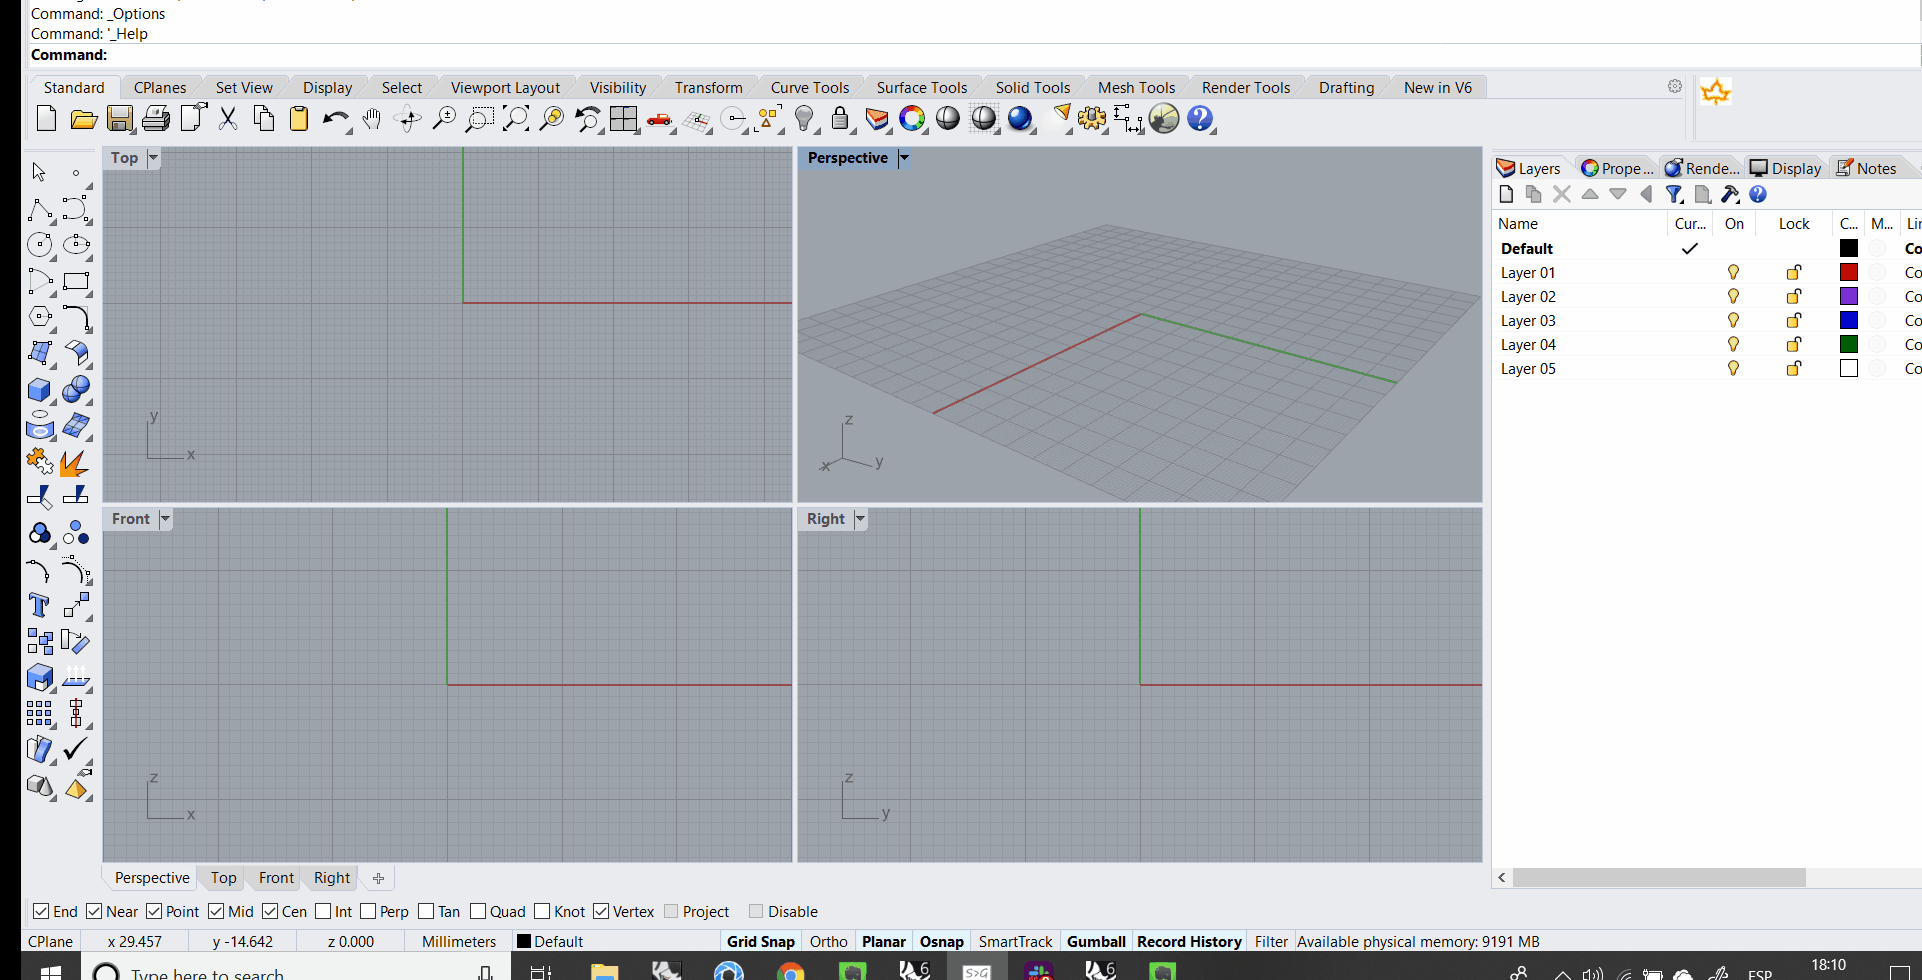 Command: _Options
Command: '_Help
Command:
Standard CPlanes Set View Display Select Viewport Layout Visibility Transform Curve Tools Surface Tools Solid Tools Mesh Tools Render Tools Drafting New in V6
Top
Perspective
Layers Prope... Rende... Display Notes
Name Cur... On Lock C... M... Lin
Default Co
Layer 01 Co
Layer 02 Co
Layer 03 Co
Layer 04 Co
Layer 05 Co
y
x
z
x y
Front
Right
z
x
z
y
Perspective Top Front Right
End Near Point Mid Cen Int Perp Tan Quad Knot Vertex Project Disable
CPlane x 29.457 y -14.642 z 0.000 Millimeters Default Grid Snap Ortho Planar Osnap SmartTrack Gumball Record History Filter Available physical memory: 9191 MB
Type here to search 6 S>G 6 ESP 18:10